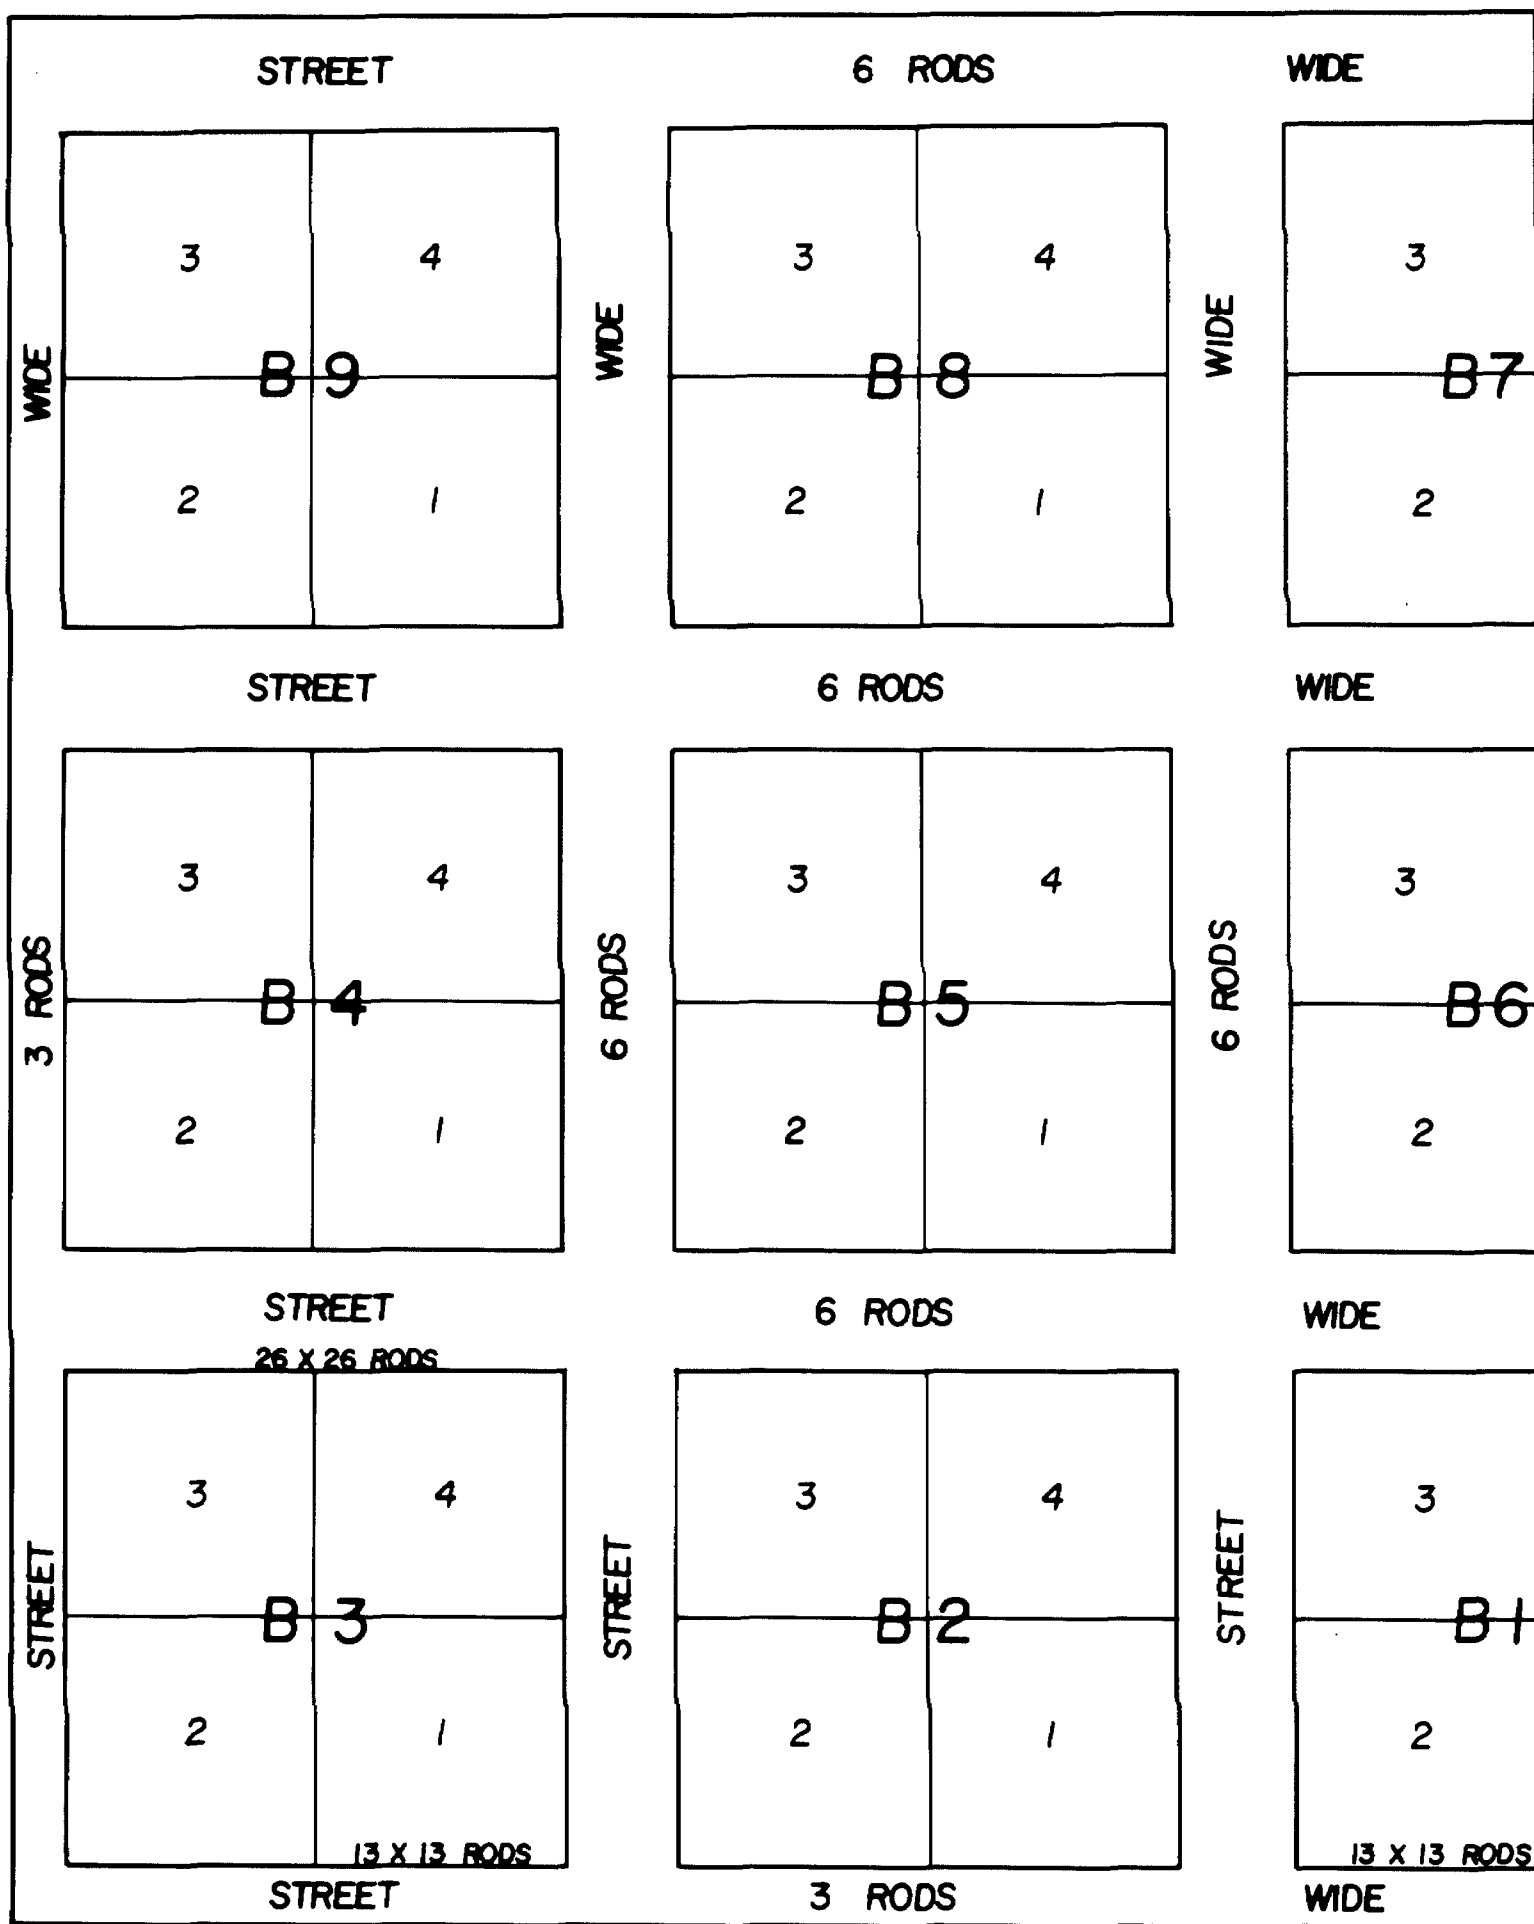 STREET 6 RODS WIDE
3 4 3 4 3
WIDE B 9 WIDE B 8 WIDE B 7
2 1 2 1 2
STREET 6 RODS WIDE
3 4 3 4 3
3 RODS B 4 6 RODS B 5 6 RODS B 6
2 1 2 1 2
STREET 6 RODS WIDE
26 X 26 RODS
3 4 3 4 3
STREET B 3 STREET B 2 STREET B 1
2 1 2 1 2
13 X 13 RODS 13 X 13 RODS
STREET 3 RODS WIDE